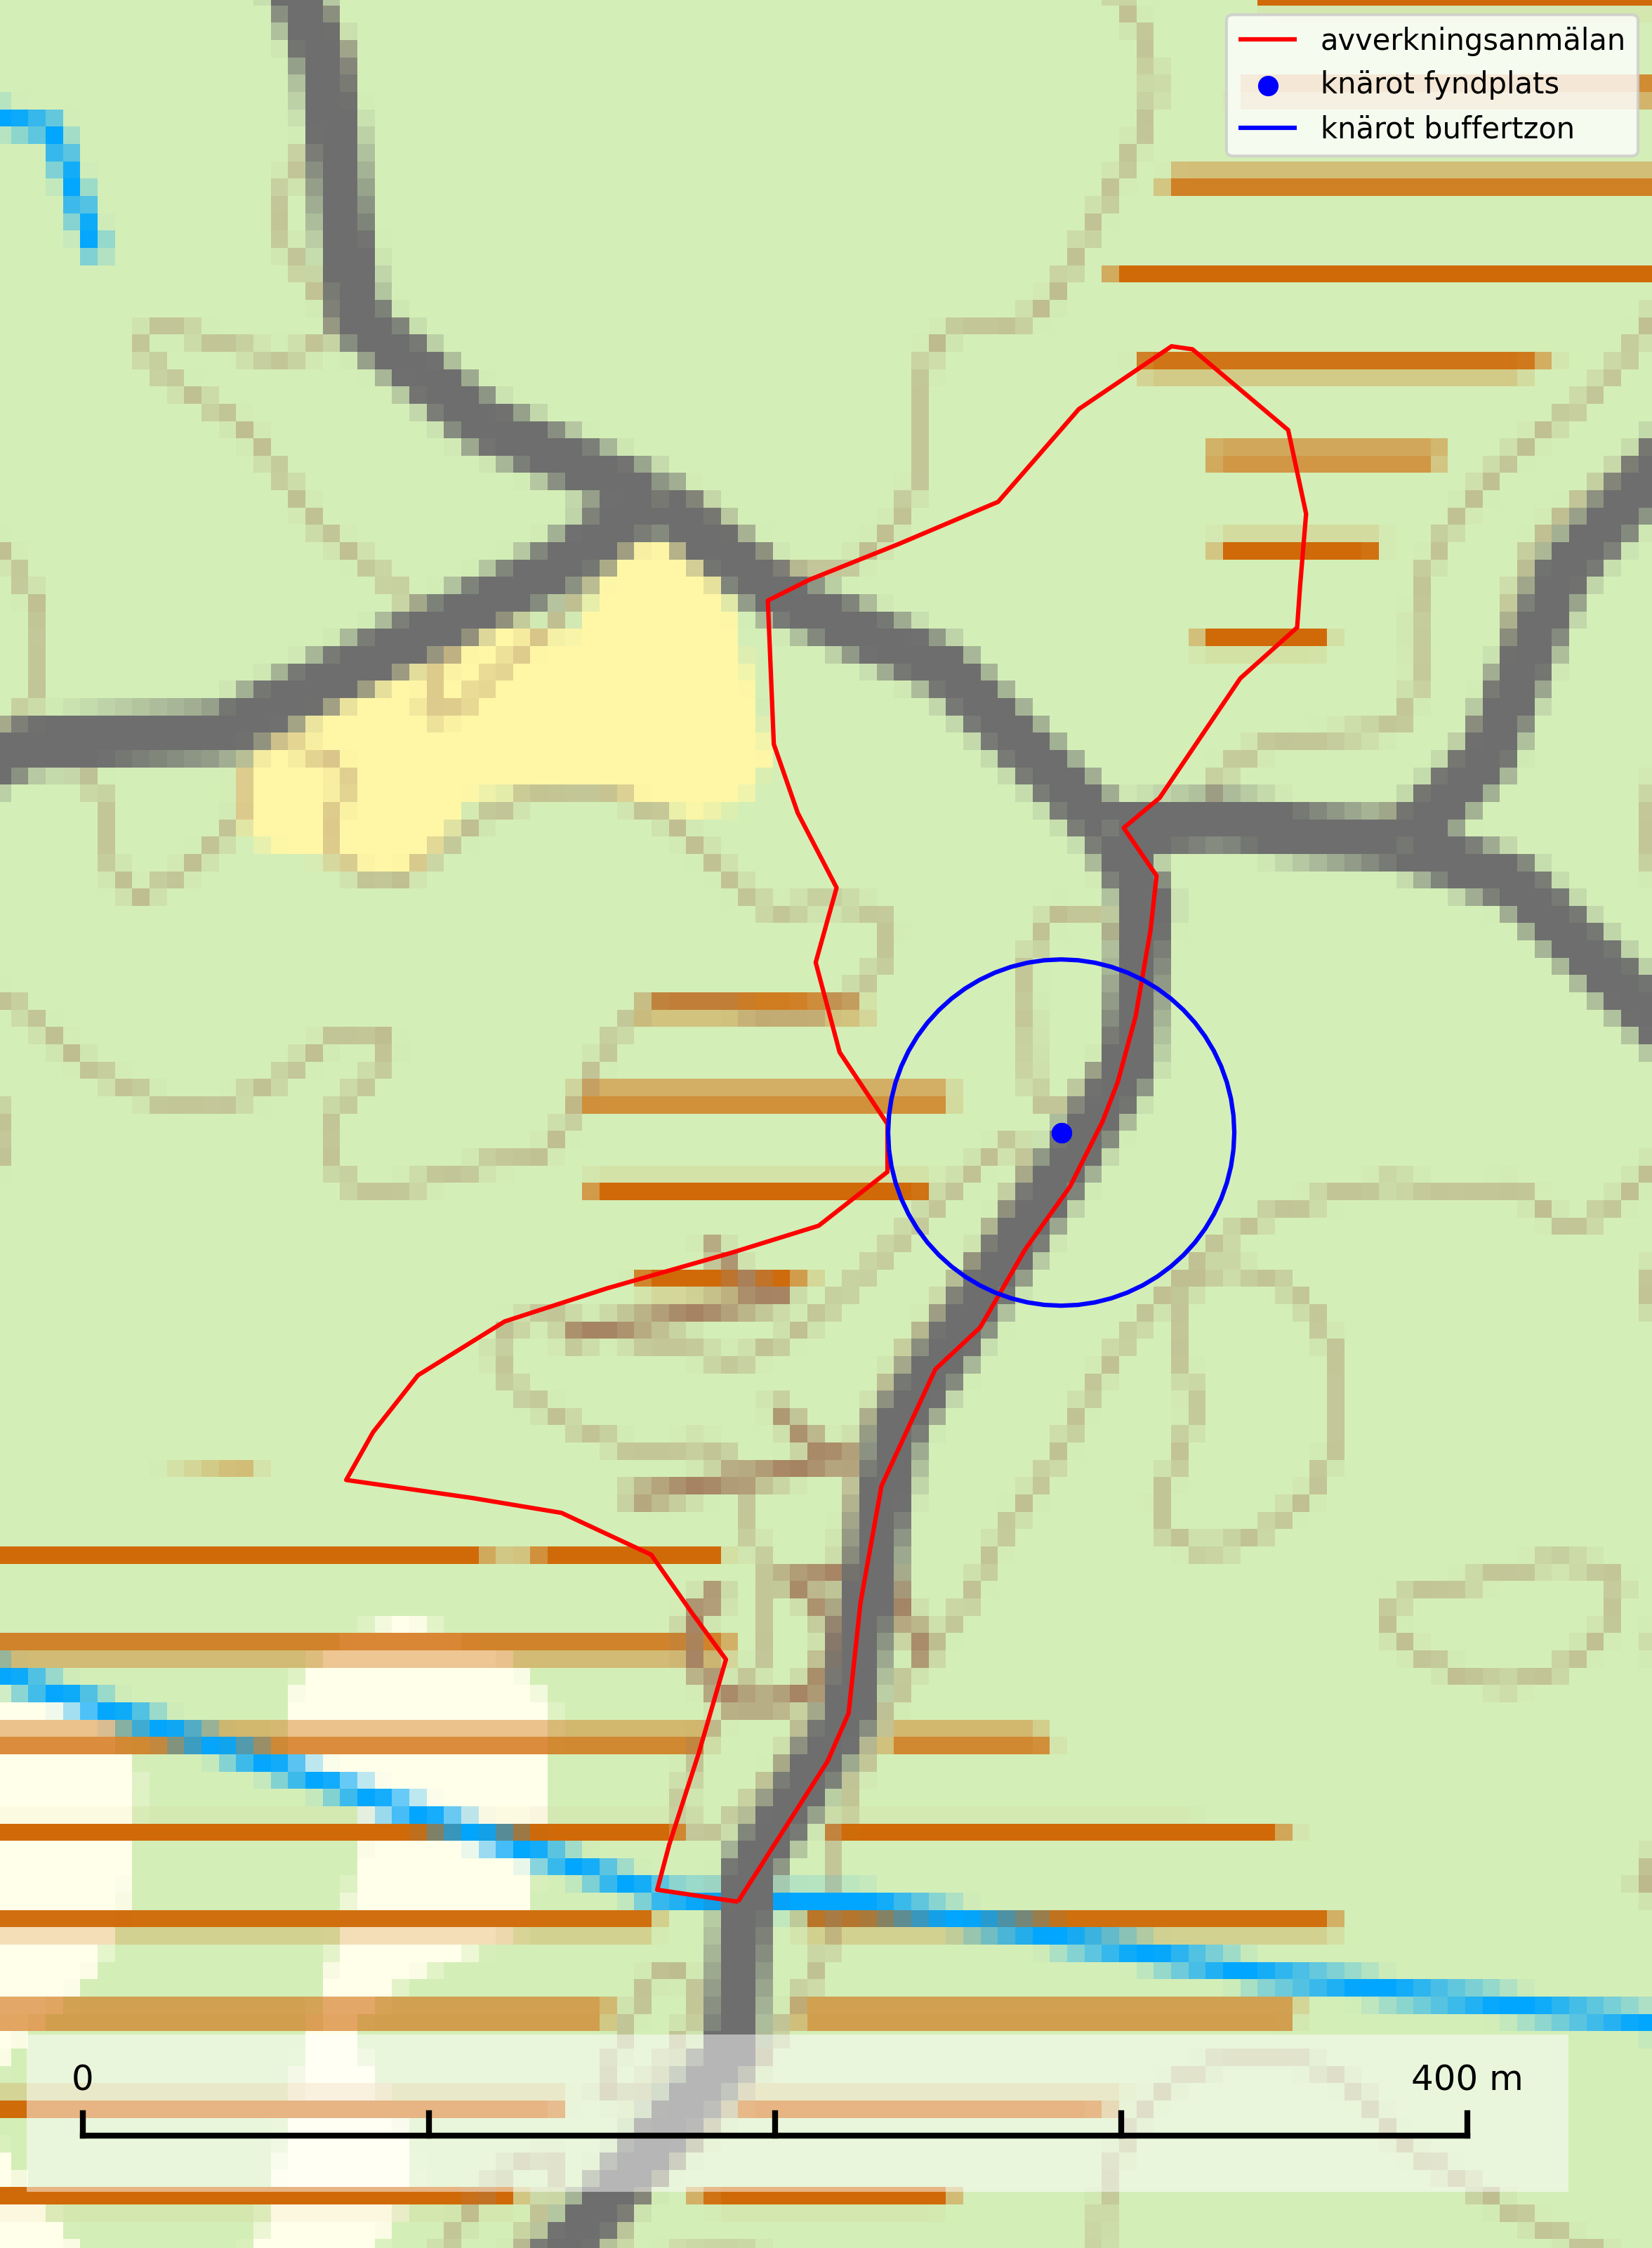 avverkningsanmälan
knärot fyndplats
knärot buffertzon
0
400 m